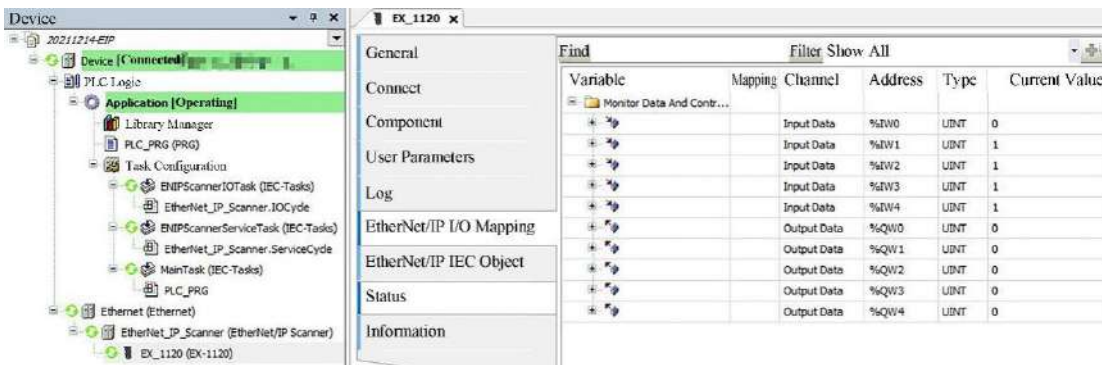 Device
20211214-EIP
Device [Connected]
PLC Logic
Application [Operating]
Library Manager
PLC_PRG (PRG)
Task Configuration
ENIPScannerIOTask (IEC-Tasks)
EtherNet_IP_Scanner.IOCycle
ENIPScannerServiceTask (IEC-Tasks)
EtherNet_IP_Scanner.ServiceCycle
MainTask (IEC-Tasks)
PLC_PRG
Ethernet (Ethernet)
EtherNet_IP_Scanner (EtherNet/IP Scanner)
EX_1120 (EX-1120)
EX_1120
General
Connect
Component
User Parameters
Log
EtherNet/IP I/O Mapping
EtherNet/IP IEC Object
Status
Information
Find Filter Show All
Variable Mapping Channel Address Type Current Value
Monitor Data And Contr...
Input Data %IW0 UINT 0
Input Data %IW1 UINT 1
Input Data %IW2 UINT 1
Input Data %IW3 UINT 1
Input Data %IW4 UINT 1
Output Data %QW0 UINT 0
Output Data %QW1 UINT 0
Output Data %QW2 UINT 0
Output Data %QW3 UINT 0
Output Data %QW4 UINT 0